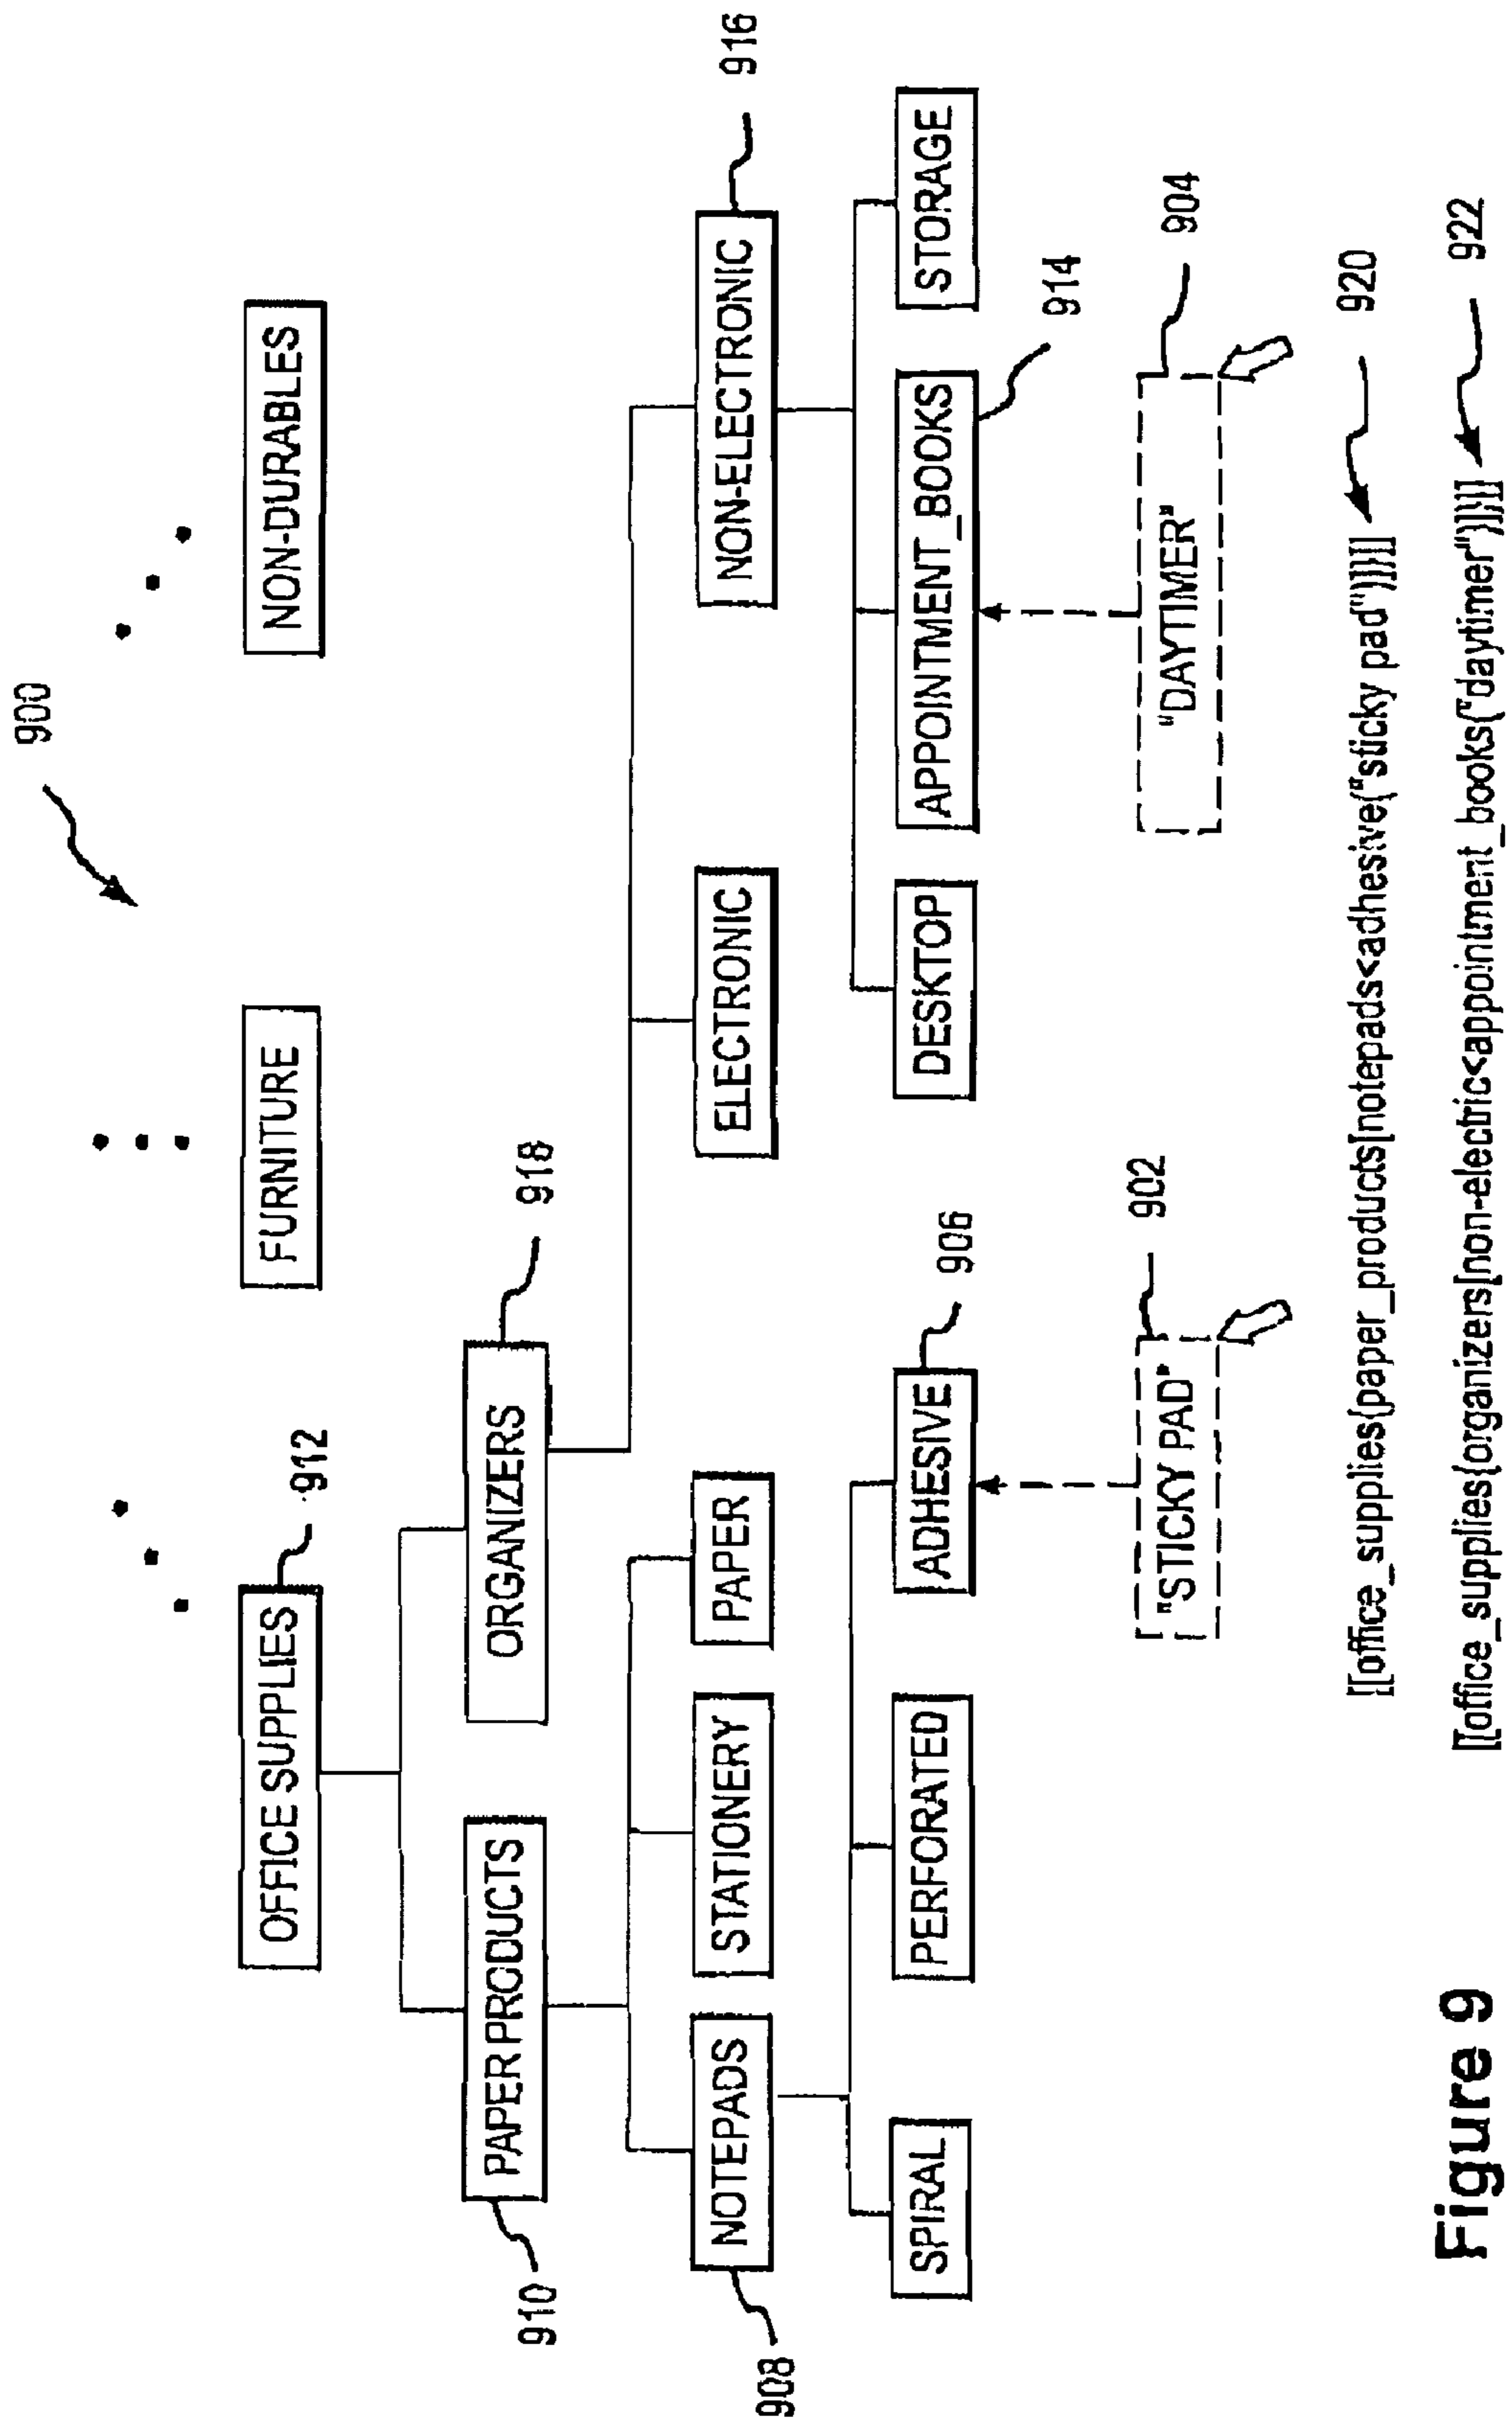 900
FURNITURE
NON-DURABLES
OFFICE SUPPLIES
912
PAPER PRODUCTS
910
ORGANIZERS
918
NOTEPADS
908
STATIONERY
PAPER
ELECTRONIC
NON-ELECTRONIC
916
SPIRAL
PERFORATED
ADHESIVE
906
DESKTOP
APPOINTMENT_BOOKS
914
STORAGE
"STICKY PAD"
902
"DAYTIMER"
904
[[office_supplies{paper_products[notepads<adhesive("sticky pad")]}]]
920
[[office_supplies{organizers[non-electric<appointment_books("daytimer")]}]]
922
Figure 9